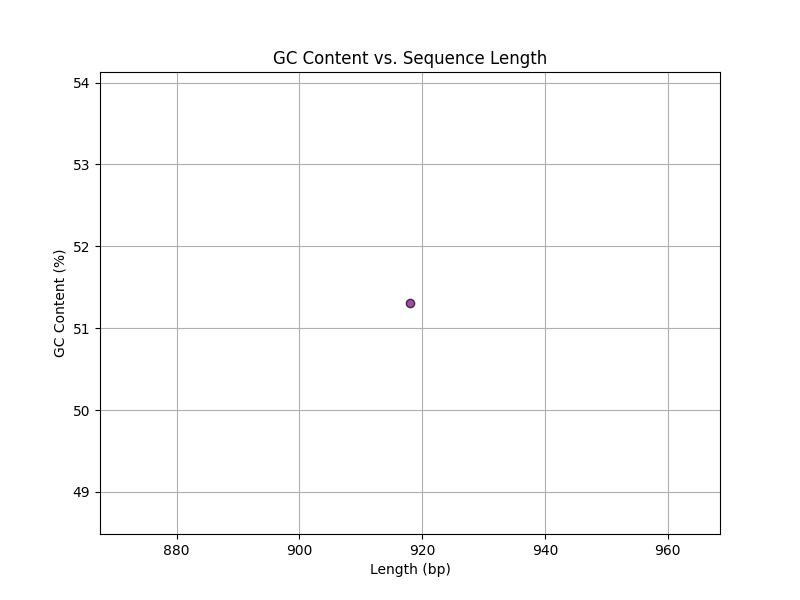 GC Content vs. Sequence Length
54
53
52
51
50
49
GC Content (%)
880 900 920 940 960
Length (bp)